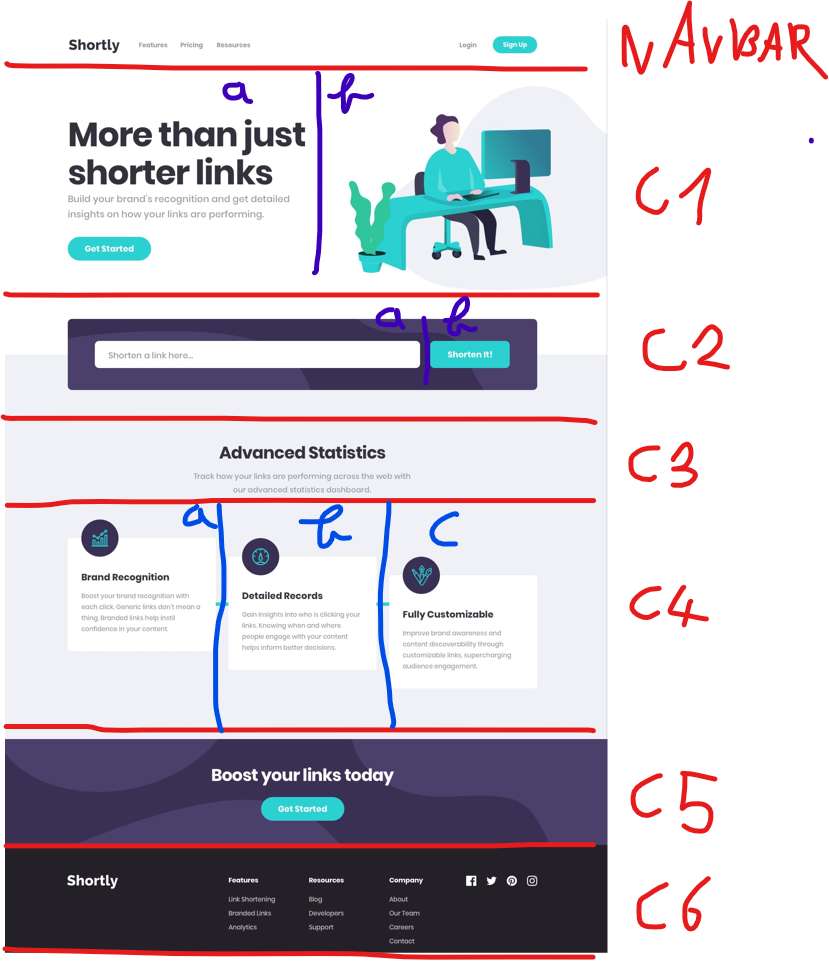 Shortly Features Pricing Resources Login Sign Up
NAVBAR
a b
More than just
shorter links
Build your brand's recognition and get detailed
insights on how your links are performing.
Get Started
C1
a b
Shorten a link here...
Shorten It!
C2
Advanced Statistics
Track how your links are performing across the web with
our advanced statistics dashboard.
C3
a b c
Brand Recognition
Boost your brand recognition with
each click. Generic links don't mean a
thing. Branded links help instil
confidence in your content.
Detailed Records
Gain insights into who is clicking your
links. Knowing when and where
people engage with your content
helps inform better decisions.
Fully Customizable
Improve brand awareness and
content discoverability through
customizable links, supercharging
audience engagement.
C4
Boost your links today
Get Started
C5
Shortly
Features
Link Shortening
Branded Links
Analytics
Resources
Blog
Developers
Support
Company
About
Our Team
Careers
Contact
C6